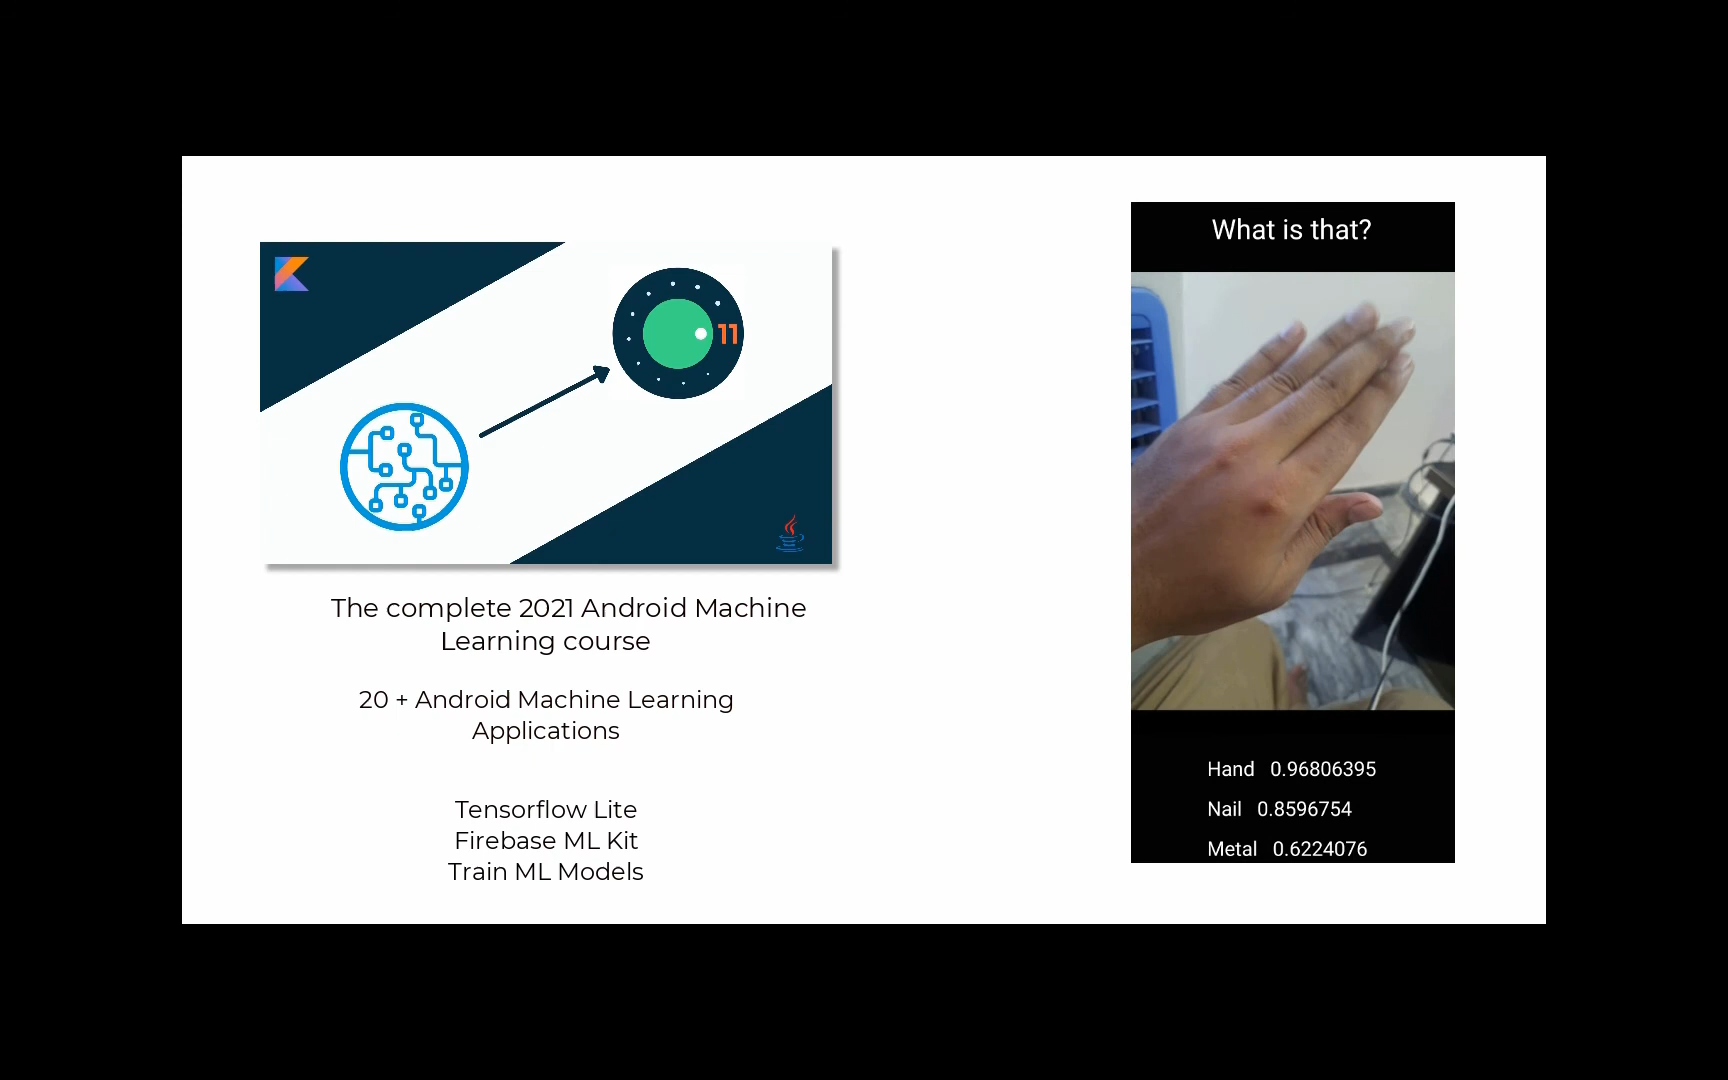 11
The complete 2021 Android Machine
Learning course
20 + Android Machine Learning
Applications
Tensorflow Lite
Firebase ML Kit
Train ML Models
What is that?
Hand 0.96806395
Nail 0.8596754
Metal 0.6224076